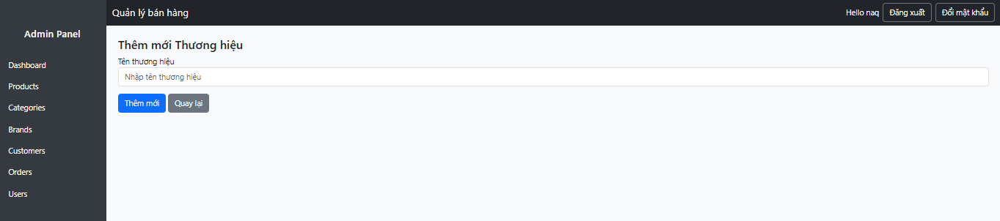 Quản lý bán hàng
Hello naq
Đăng xuất
Đổi mật khẩu
Admin Panel
Dashboard
Products
Categories
Brands
Customers
Orders
Users
Thêm mới Thương hiệu
Tên thương hiệu
Nhập tên thương hiệu
Thêm mới
Quay lại